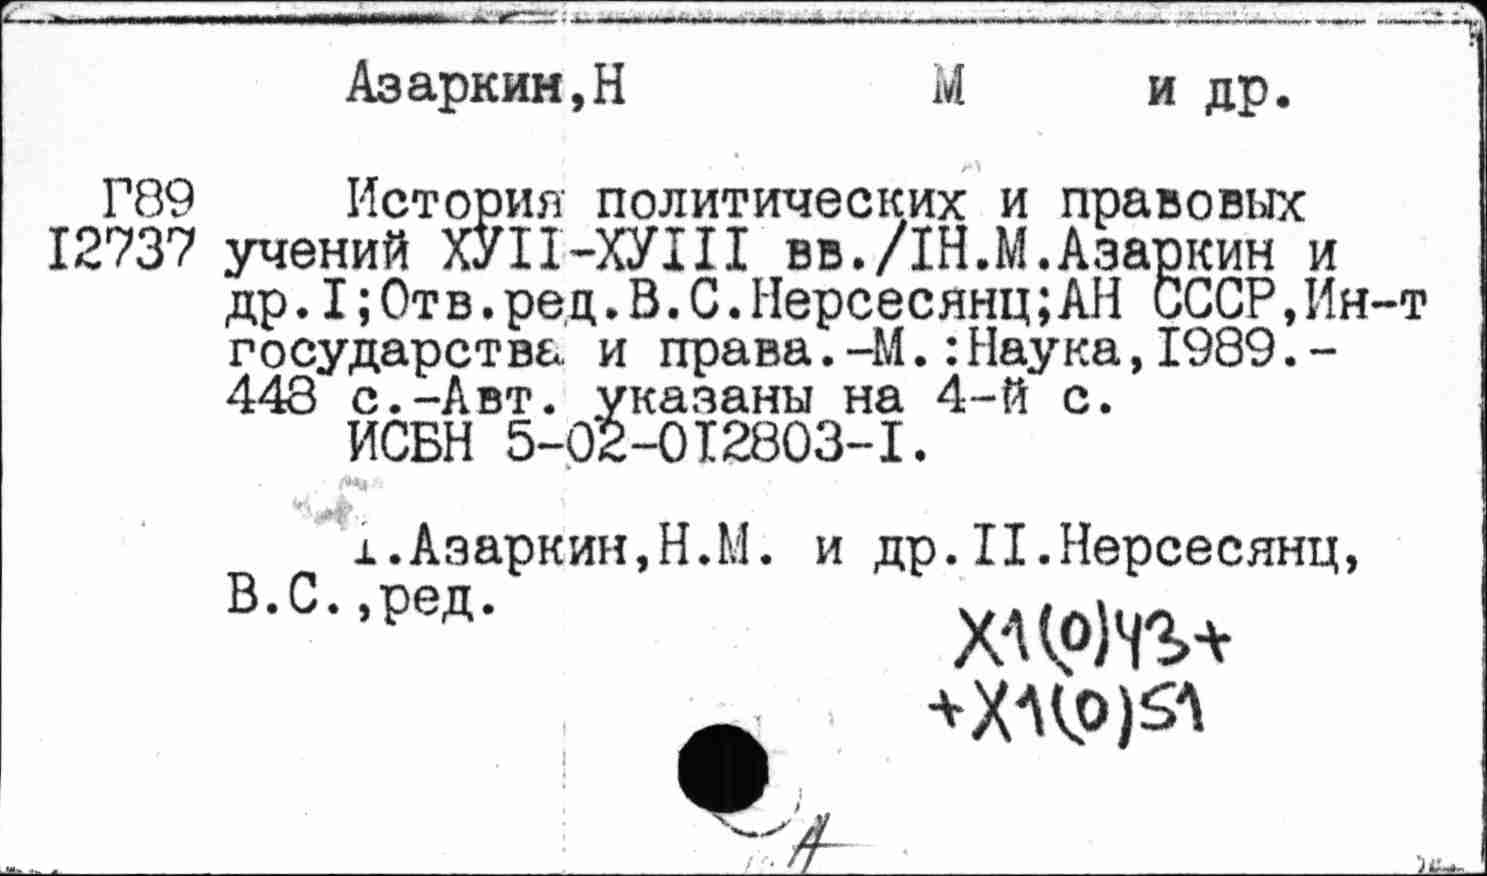 Азаркин,Н М и др.
Г89 История политических и правовых
I2737 учений ХУII-ХУIII вв./IН.М.Азаркин и
др.I;Отв.ред.В.С.Нерсесянц;АН СССР,Ин-т
государства и права.-М.:Наука,I989.-
448 с.-Авт. указаны на 4-й с.
ИСБН 5-02-0I2803-I.
I.Азаркин,Н.М. и др.II.Нерсесянц,
В.С.,ред.
X1(0)43+
+X1(0)51
А